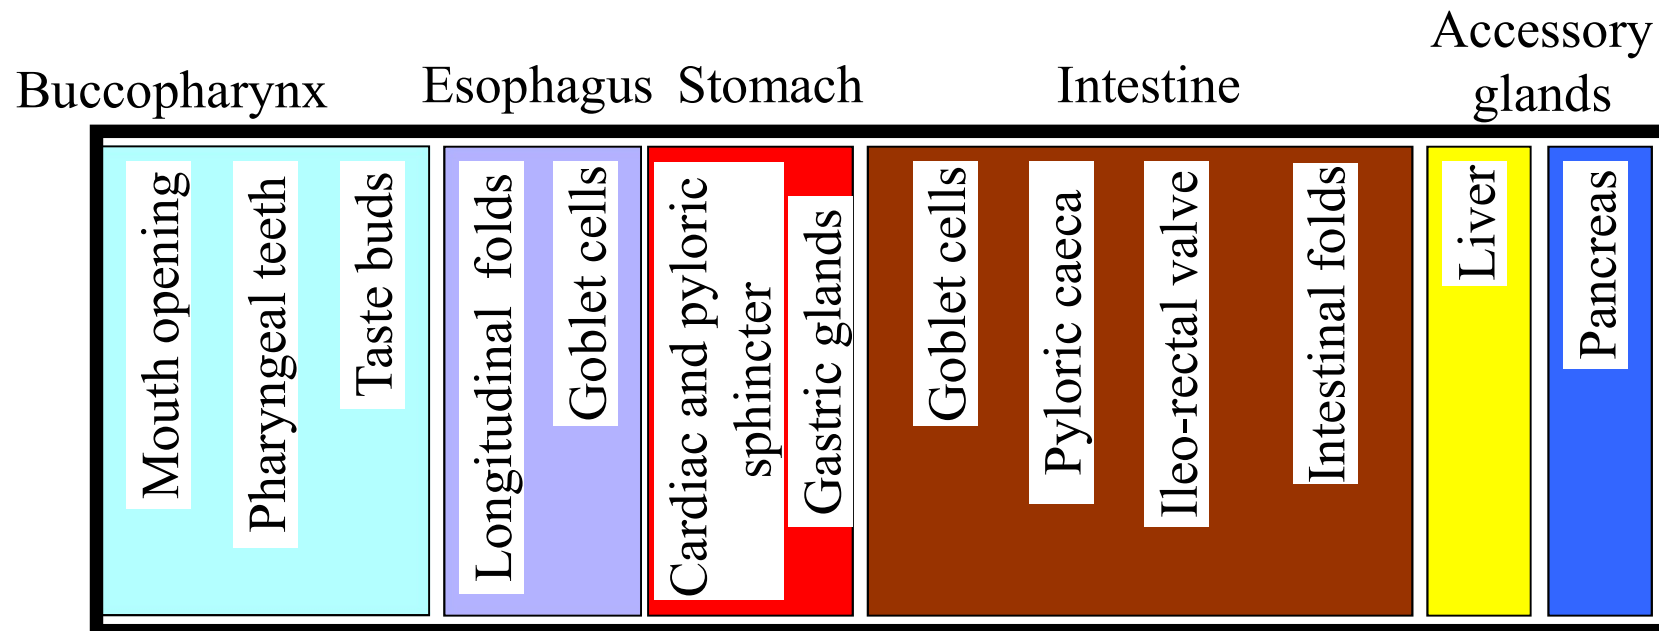 Buccopharynx
Esophagus
Stomach
Intestine
Accessory
glands
Mouth opening
Pharyngeal teeth
Taste buds
Longitudinal folds
Goblet cells
Cardiac and pyloric
sphincter
Gastric glands
Goblet cells
Pyloric caeca
Ileo-rectal valve
Intestinal folds
Liver
Pancreas